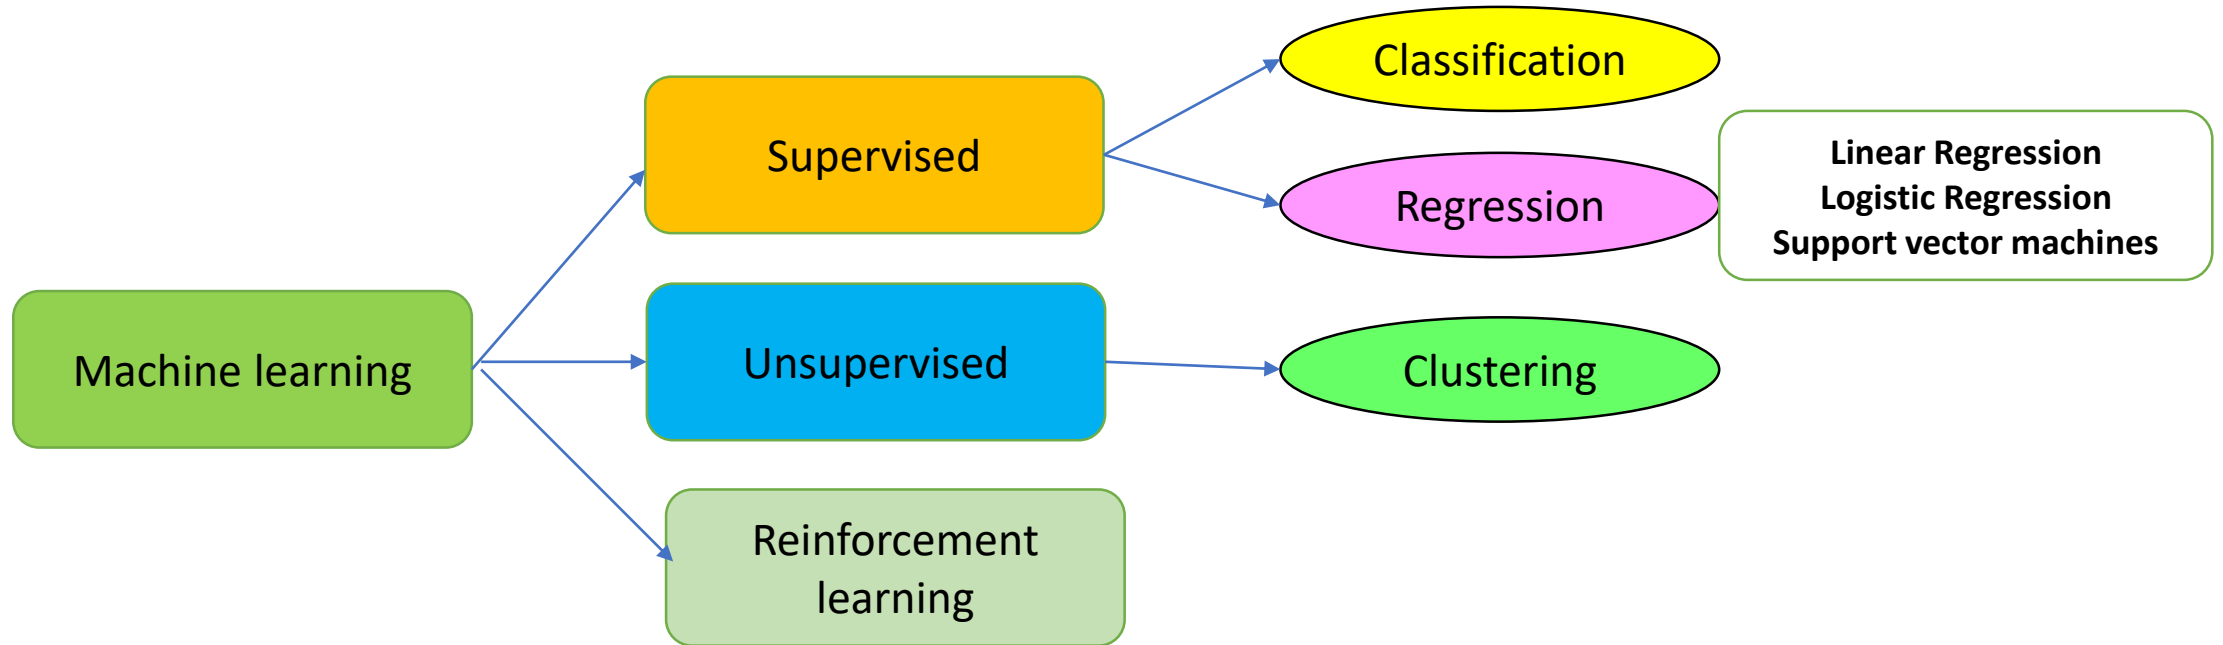 Classification
Supervised
Linear Regression
Logistic Regression
Support vector machines
Regression
Machine learning
Unsupervised
Clustering
Reinforcement
learning